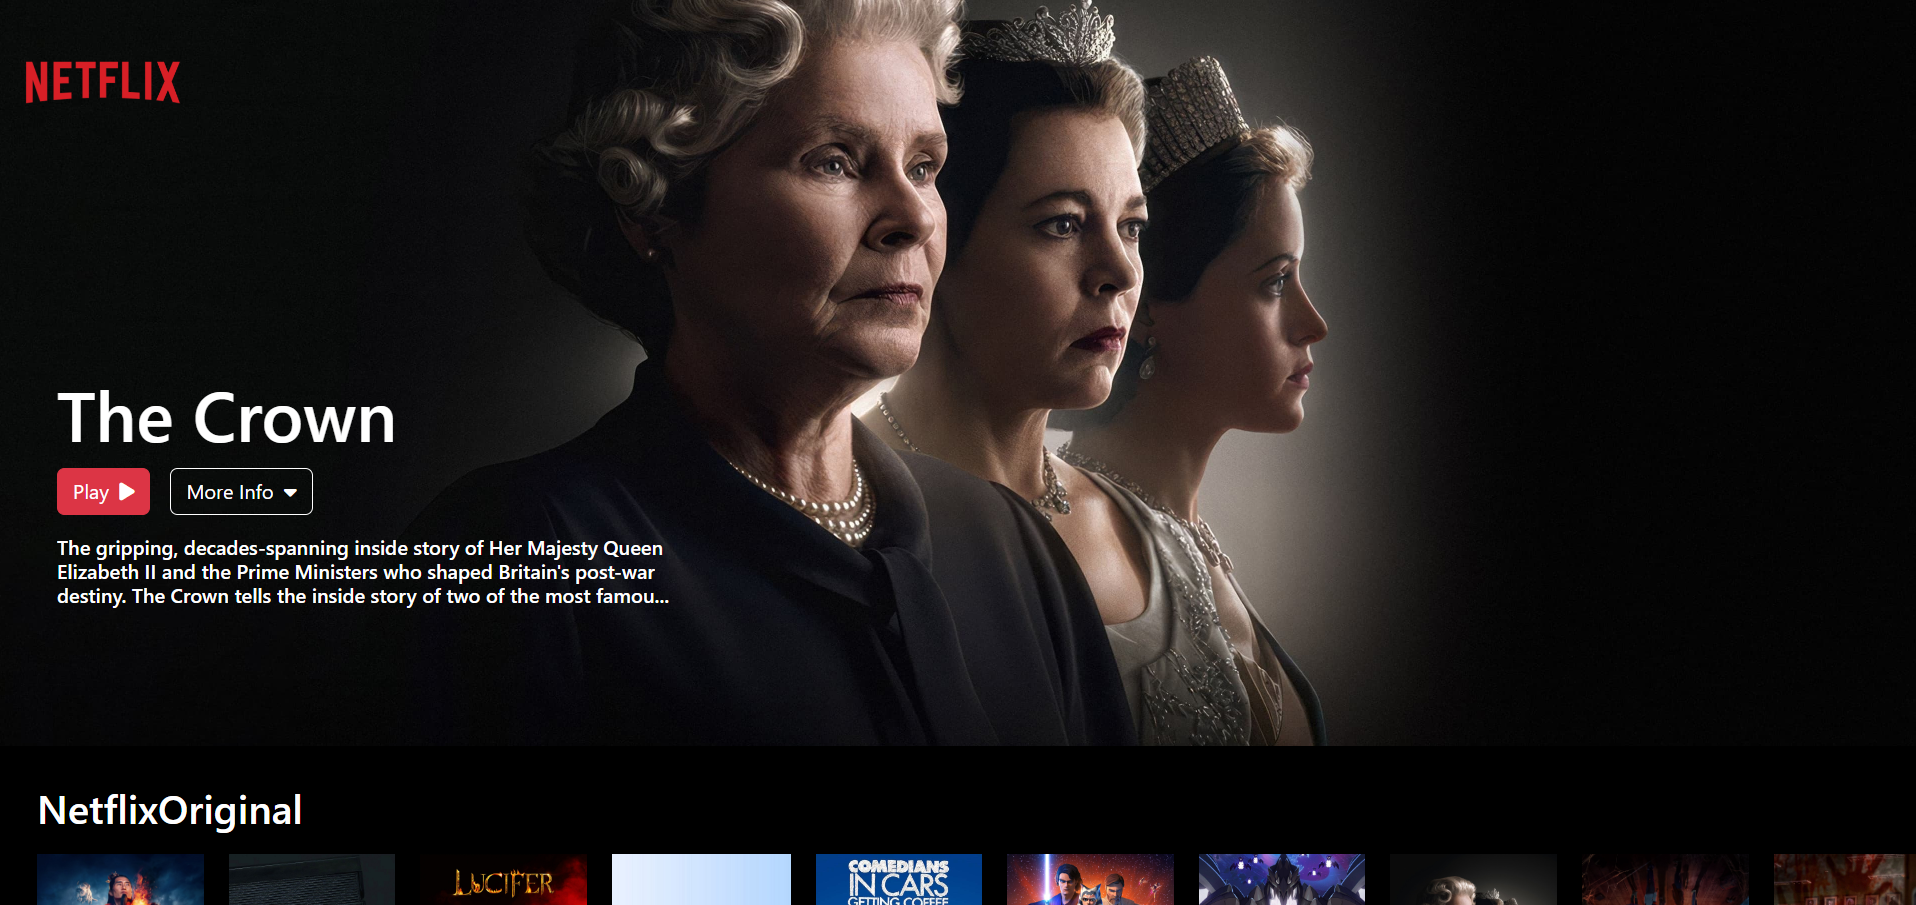 NETFLIX
The Crown
Play
More Info
The gripping, decades-spanning inside story of Her Majesty Queen
Elizabeth II and the Prime Ministers who shaped Britain's post-war
destiny. The Crown tells the inside story of two of the most famou...
NetflixOriginal
LUCIFER
COMEDIANS
IN CARS
GETTING COFFEE